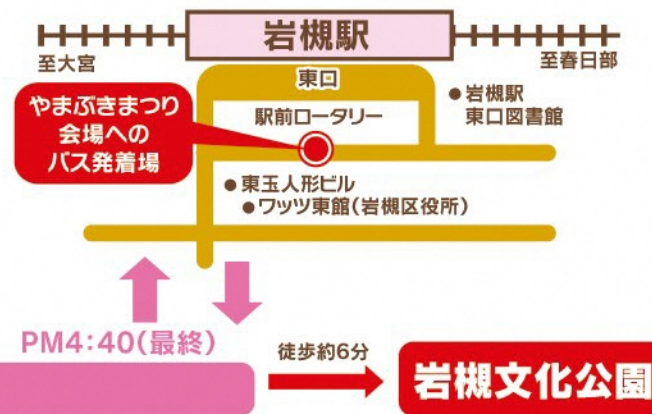 岩槻駅
至大宮
至春日部
東口
●岩槻駅
東口図書館
駅前ロータリー
やまぶきまつり
会場への
バス発着場
●東玉人形ビル
●ワッツ東館(岩槻区役所)
PM4:40(最終)
徒歩約6分
岩槻文化公園